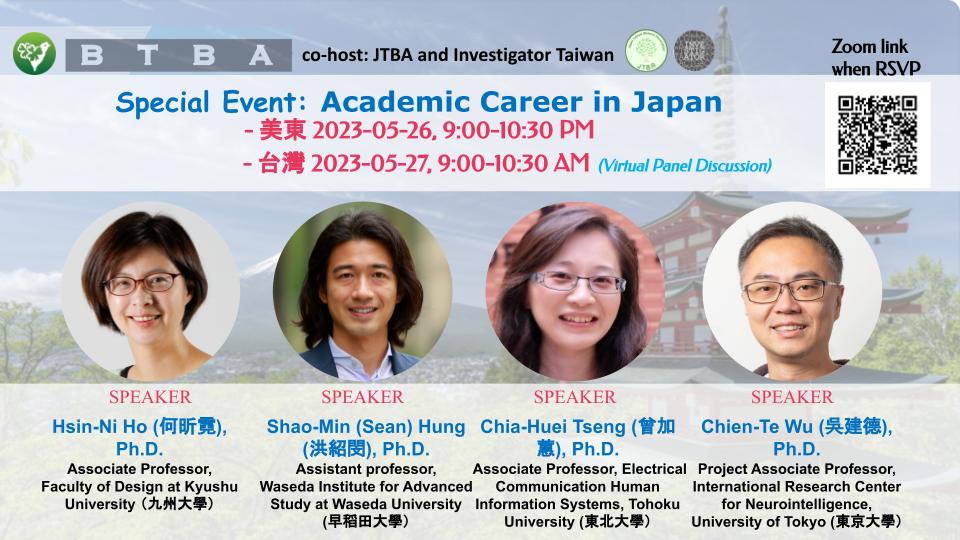 B T B A co-host: JTBA and Investigator Taiwan JTBA INVE STIG ATOR
Zoom link
when RSVP
Special Event: Academic Career in Japan
- 美東 2023-05-26, 9:00-10:30 PM
- 台灣 2023-05-27, 9:00-10:30 AM (Virtual Panel Discussion)
SPEAKER
Hsin-Ni Ho (何昕霓),
Ph.D.
Associate Professor,
Faculty of Design at Kyushu
University (九州大學)
SPEAKER
Shao-Min (Sean) Hung
(洪紹閔), Ph.D.
Assistant professor,
Waseda Institute for Advanced
Study at Waseda University
(早稻田大學)
SPEAKER
Chia-Huei Tseng (曾加
蕙), Ph.D.
Associate Professor, Electrical
Communication Human
Information Systems, Tohoku
University (東北大學)
SPEAKER
Chien-Te Wu (吳建德),
Ph.D.
Project Associate Professor,
International Research Center
for Neurointelligence,
University of Tokyo (東京大學)